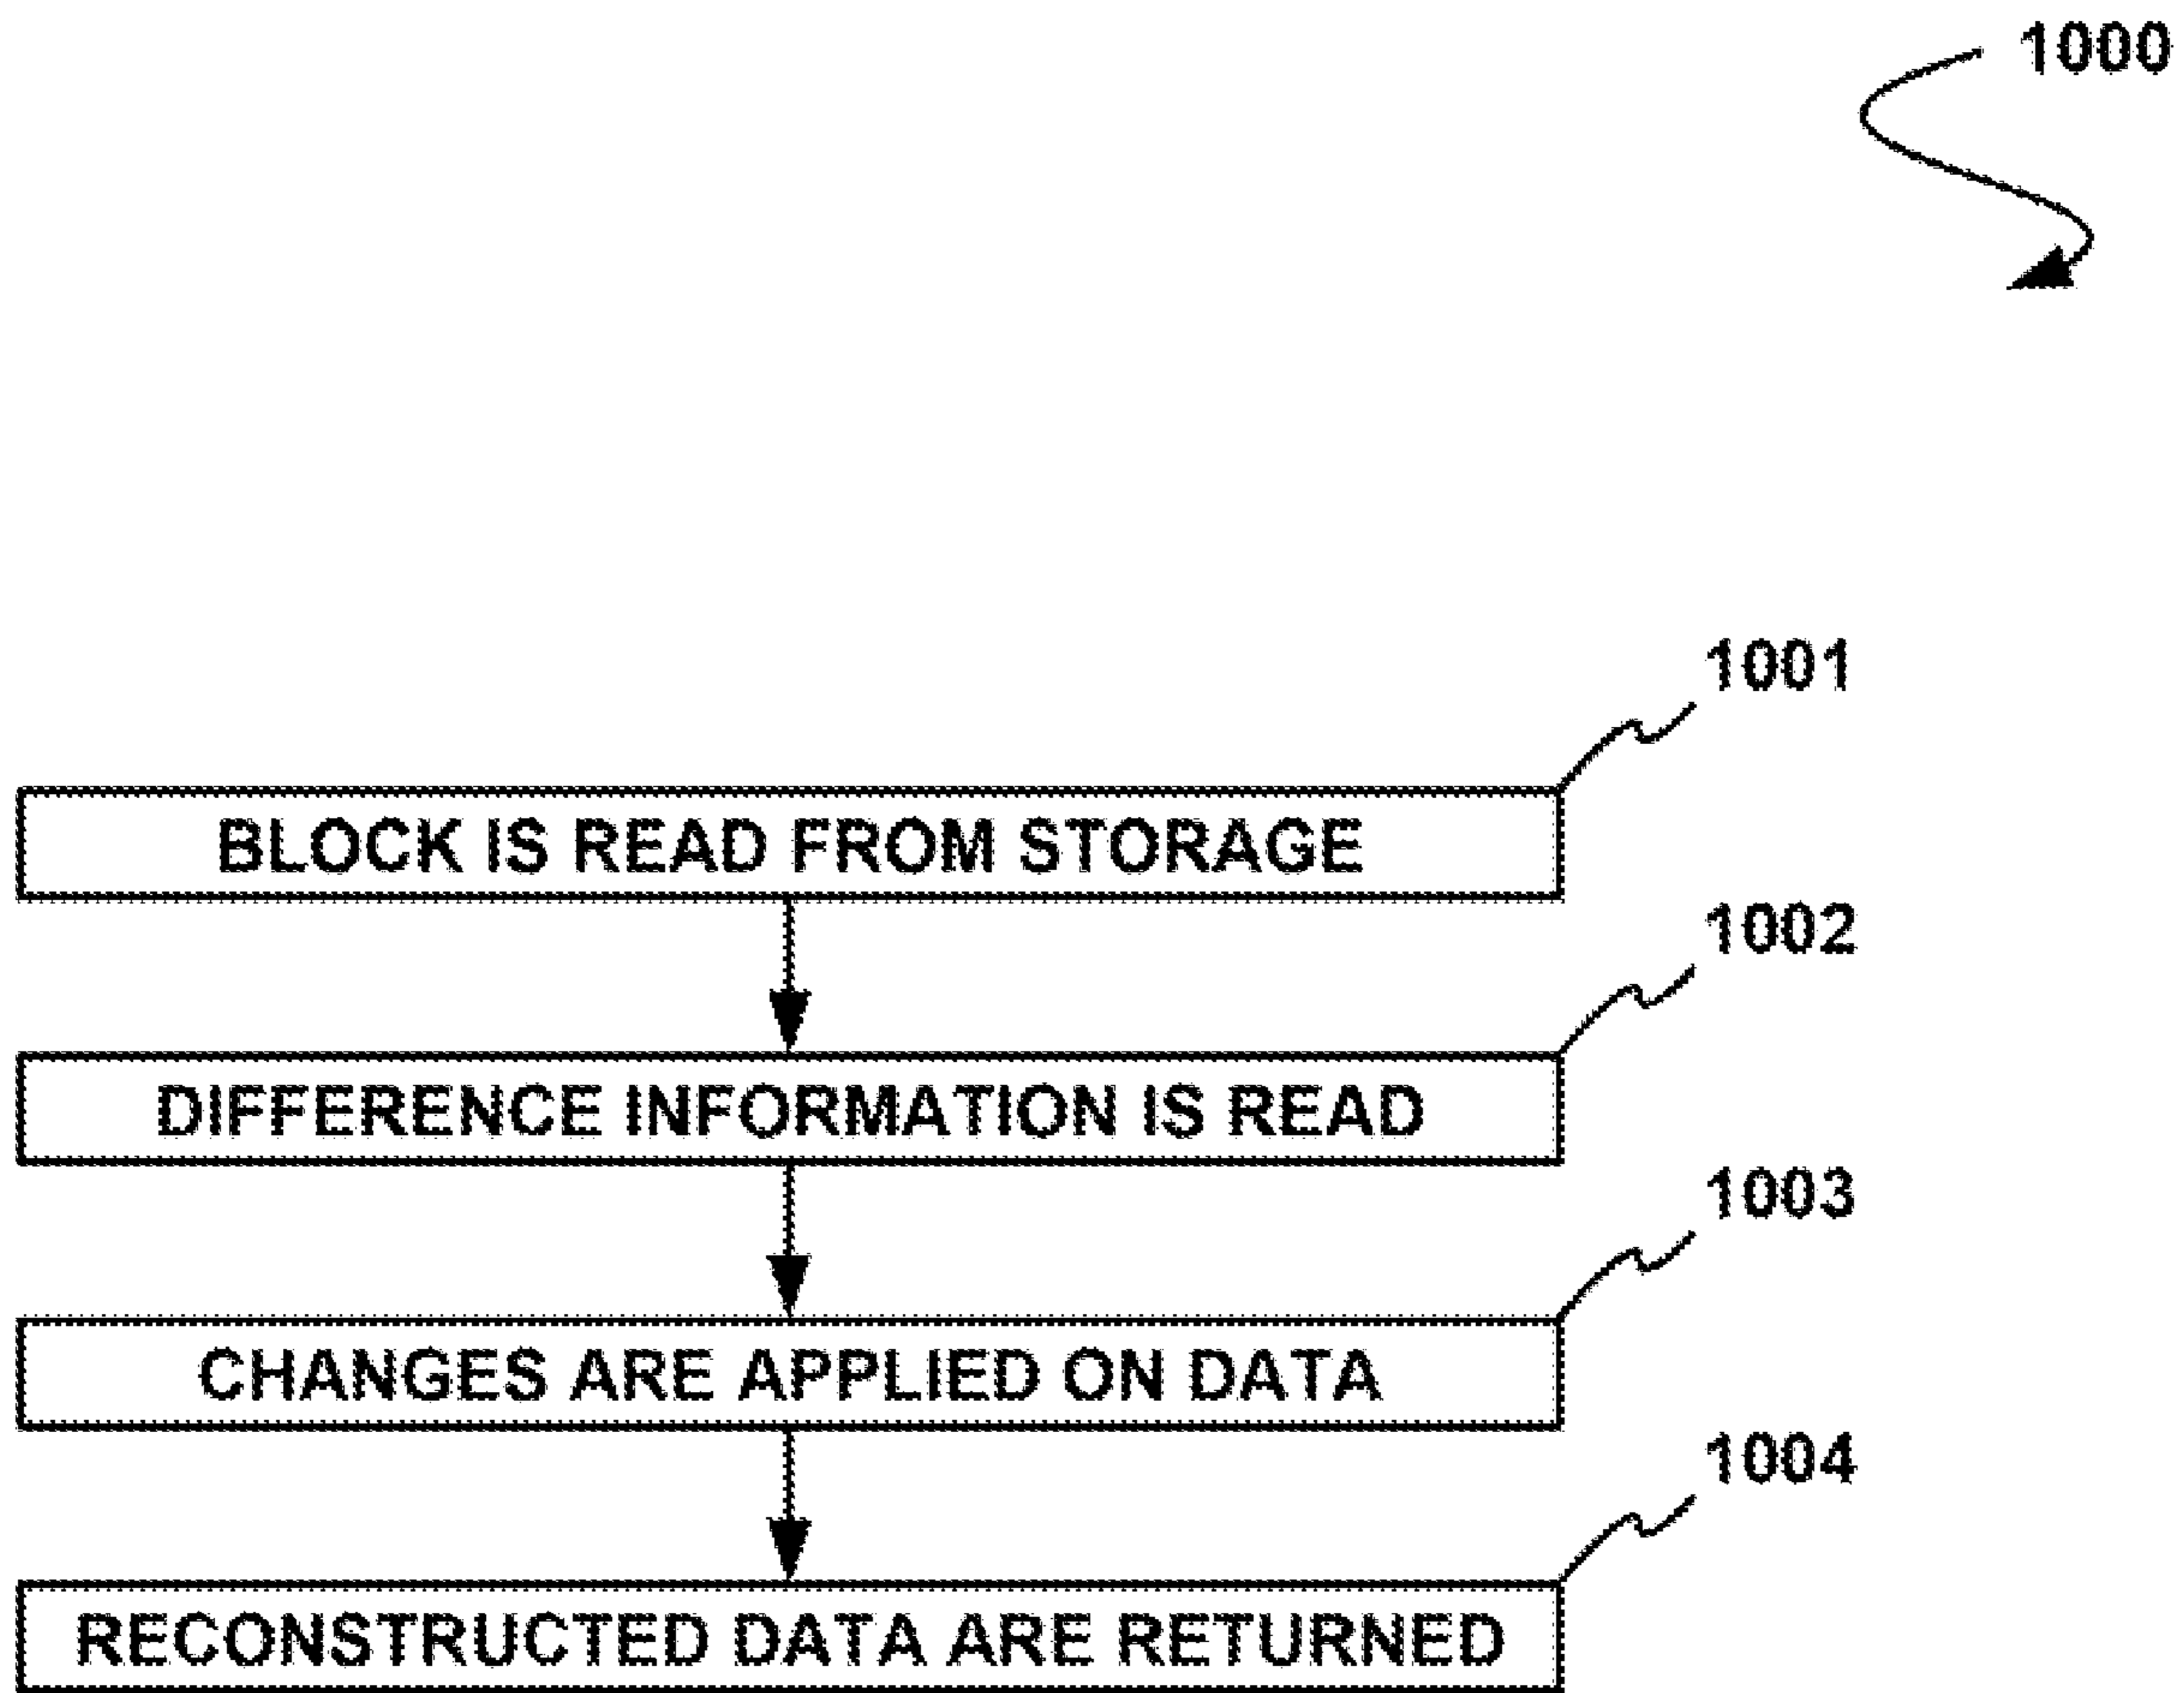 1000
1001
BLOCK IS READ FROM STORAGE
1002
DIFFERENCE INFORMATION IS READ
1003
CHANGES ARE APPLIED ON DATA
1004
RECONSTRUCTED DATA ARE RETURNED